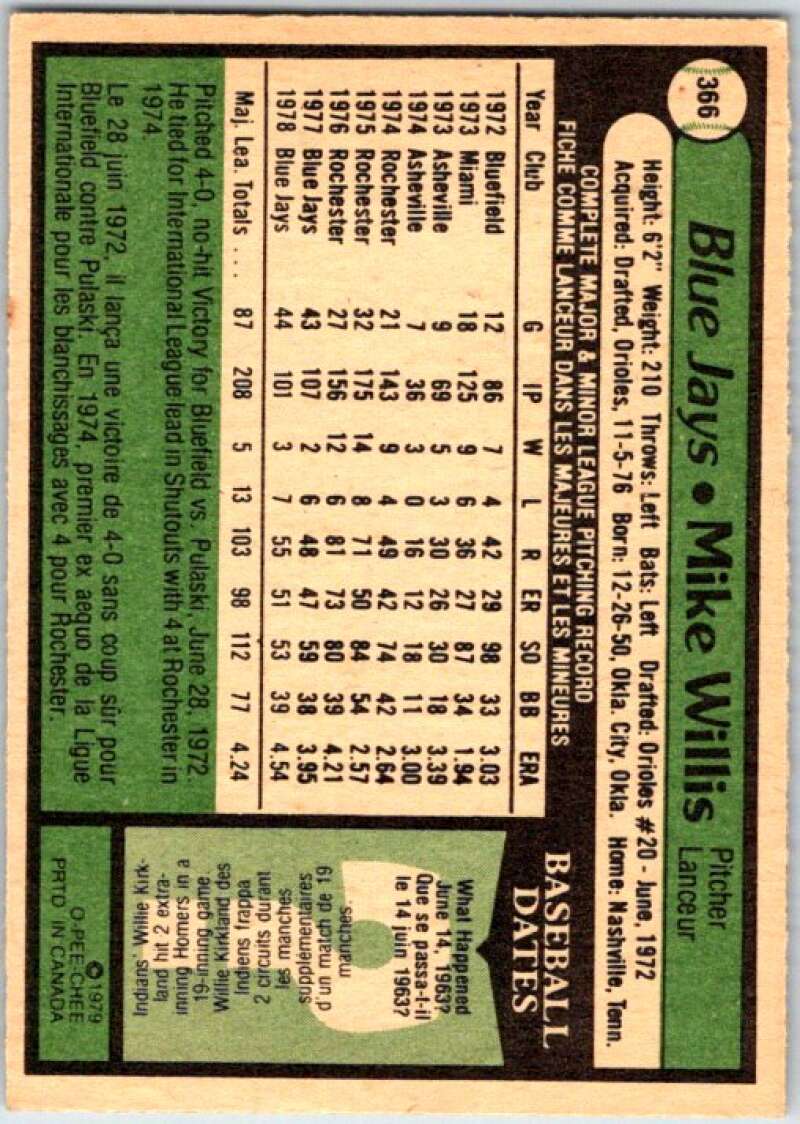 366
Blue Jays • Mike Willis
Pitcher
Lanceur
Height: 6'2" Weight: 210 Throws: Left Bats: Left Drafted: Orioles #20 - June, 1972
Acquired: Drafted, Orioles, 11-5-76 Born: 12-26-50, Okla. City, Okla. Home: Nashville, Tenn.
COMPLETE MAJOR & MINOR LEAGUE PITCHING RECORD
FICHE COMME LANCEUR DANS LES MAJEURES ET LES MINEURES
Year Club G IP W L R ER SO BB ERA
1972 Bluefield 12 86 7 4 42 29 98 33 3.03
1973 Miami 18 125 9 6 36 27 87 34 1.94
1973 Asheville 9 69 5 3 30 26 30 18 3.39
1974 Asheville 7 36 3 0 16 12 18 11 3.00
1974 Rochester 21 143 9 4 49 42 74 42 2.64
1975 Rochester 32 175 14 8 71 50 84 54 2.57
1976 Rochester 27 156 12 6 81 73 80 39 4.21
1977 Blue Jays 43 107 2 6 48 47 59 38 3.95
1978 Blue Jays 44 101 3 7 55 51 53 39 4.54
Maj. Lea. Totals . . . 87 208 5 13 103 98 112 77 4.24
Pitched 4-0, no-hit Victory for Bluefield vs. Pulaski, June 28, 1972.
He tied for International League lead in Shutouts with 4 at Rochester in
1974.
Le 28 juin 1972, il lança une victoire de 4-0 sans coup sûr pour
Bluefield contre Pulaski. En 1974, premier ex aequo de la Ligue
Internationale pour les blanchissages avec 4 pour Rochester.
BASEBALL
DATES
What Happened
June 14, 1963?
Que se passa-t-il
le 14 juin 1963?
Indians' Willie Kirk-
land hit 2 extra-
inning Homers in a
19-inning game
Willie Kirkland des
Indiens frappa
2 circuits durant
les manches
supplémentaires
d'un match de 19
manches.
© 1979
O-PEE-CHEE
PRTD IN CANADA